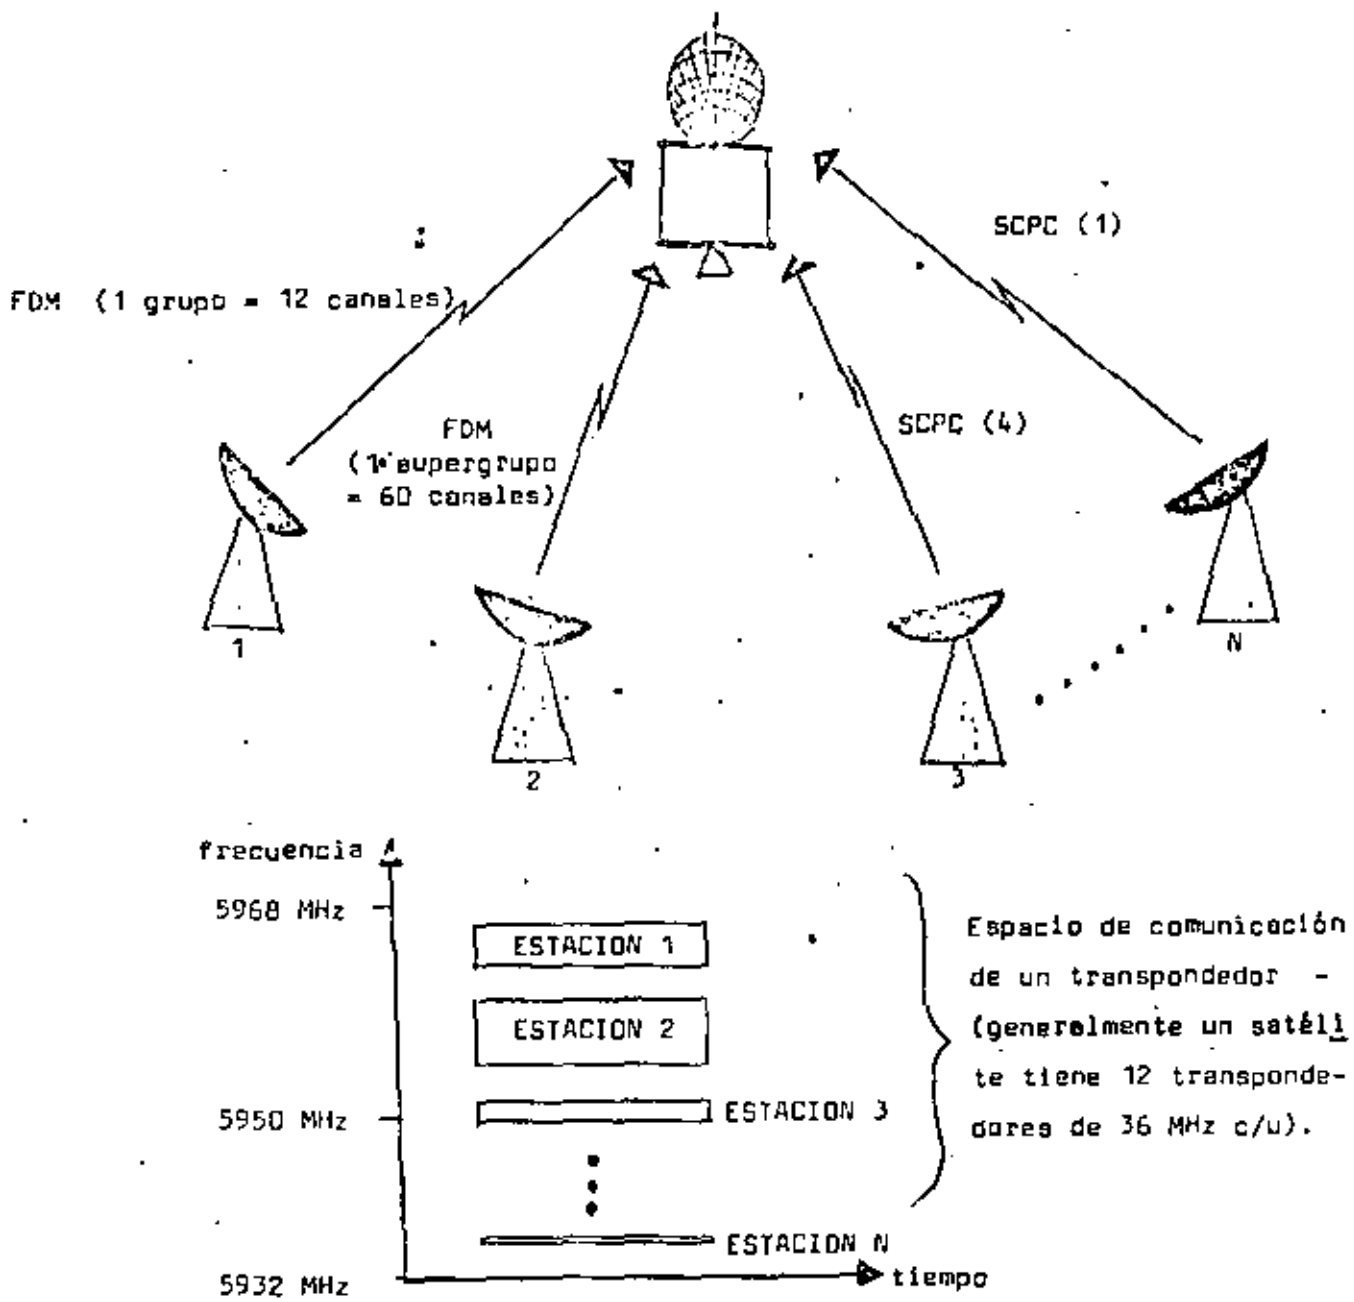 SCPC (1)
FDM (1 grupo = 12 canales)
FDM
(1 supergrupo
= 60 canales)
SCPC (4)
1
2
3
N
frecuencia
5968 MHz
ESTACION 1
ESTACION 2
5950 MHz
ESTACION 3
ESTACION N
5932 MHz
tiempo
Espacio de comunicación
de un transpondedor -
(generalmente un satéli
te tiene 12 transponde-
dores de 36 MHz c/u).